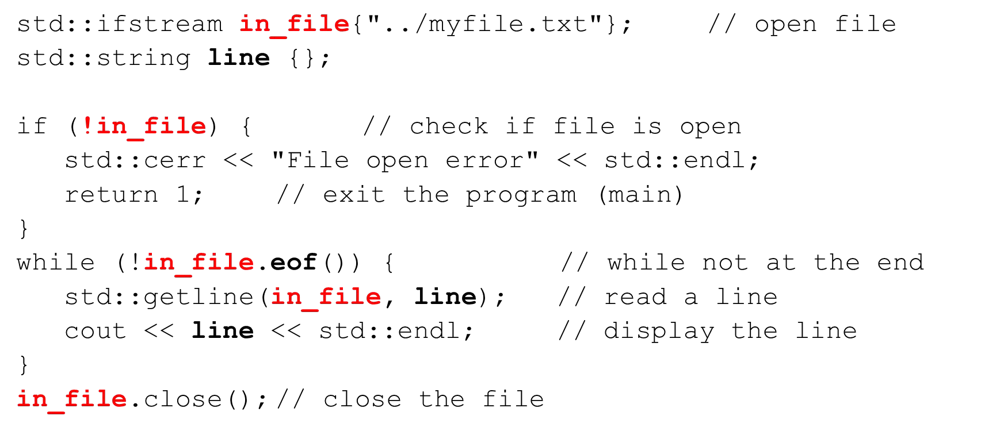 std::ifstream in_file{"../myfile.txt"};     // open file
std::string line {};
if (!in_file) {       // check if file is open
   std::cerr << "File open error" << std::endl;
   return 1;     // exit the program (main)
}
while (!in_file.eof()) {           // while not at the end
   std::getline(in_file, line);    // read a line
   cout << line << std::endl;      // display the line
}
in_file.close(); // close the file